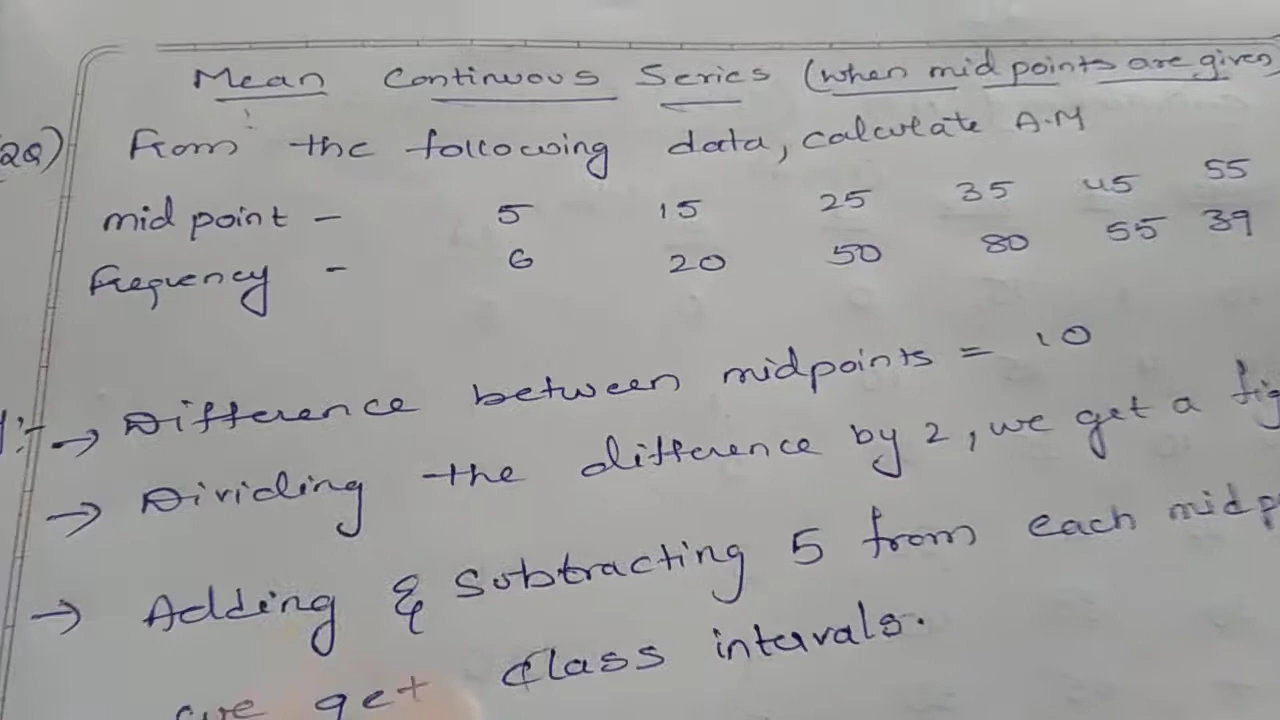 Mean Continuous Series (when mid points are given
2Q) From the following data, calculate A.M
mid point - 5 15 25 35 45 55
Frequency - 6 20 50 80 55 39
→ Difference between midpoints = 10
→ Dividing the difference by 2, we get a fig
→ Adding & Subtracting 5 from each midp
we get class intervals.